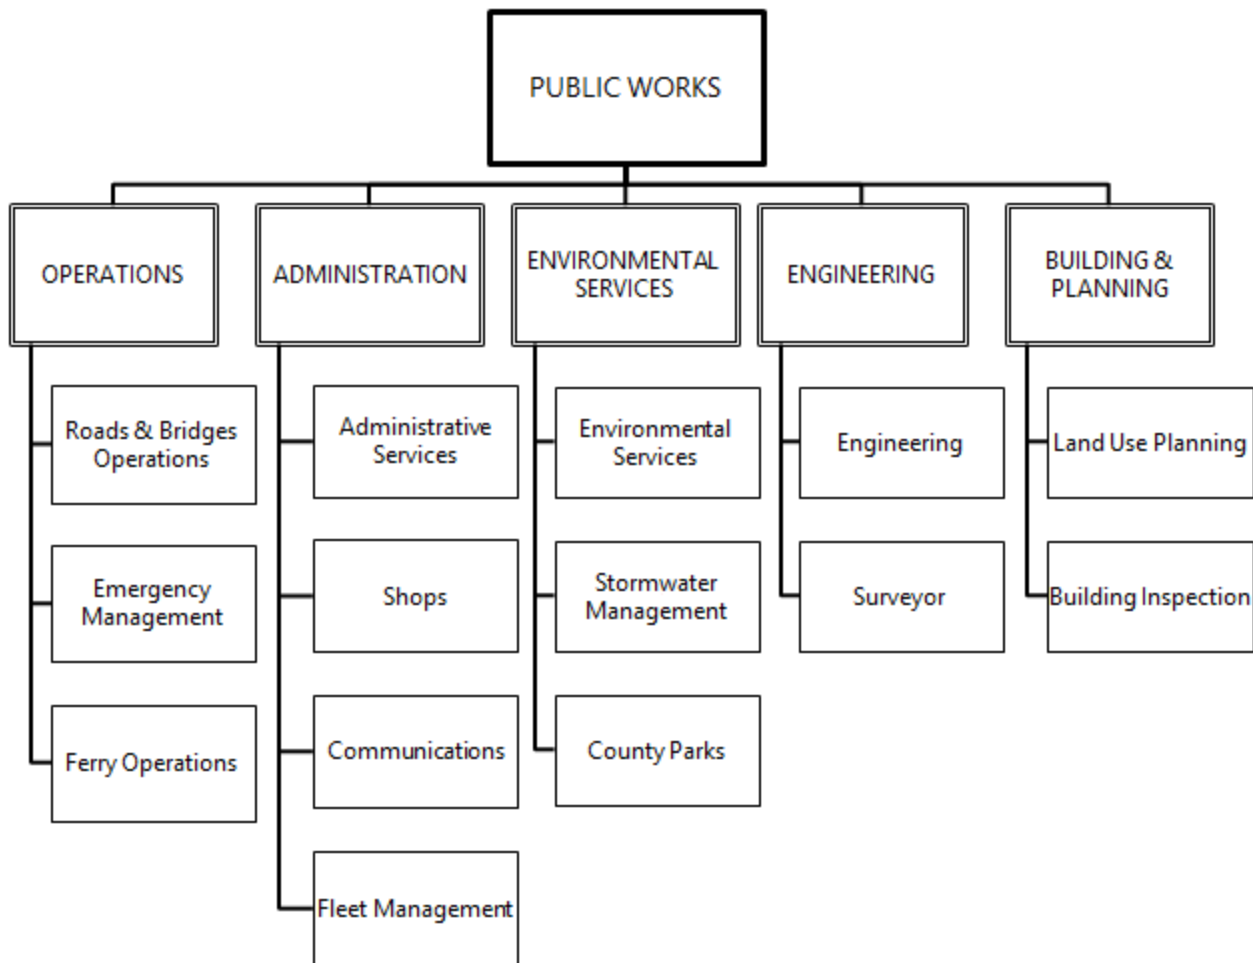 PUBLIC WORKS
OPERATIONS
Roads & Bridges
Operations
Emergency
Management
Ferry Operations
ADMINISTRATION
Administrative
Services
Shops
Communications
Fleet Management
ENVIRONMENTAL
SERVICES
Environmental
Services
Stormwater
Management
County Parks
ENGINEERING
Engineering
Surveyor
BUILDING &
PLANNING
Land Use Planning
Building Inspection